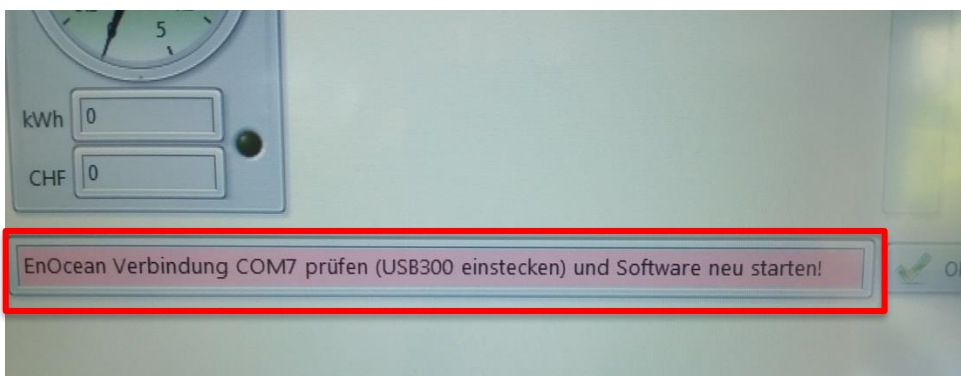 5
kWh 0
CHF 0
EnOcean Verbindung COM7 prüfen (USB300 einstecken) und Software neu starten!